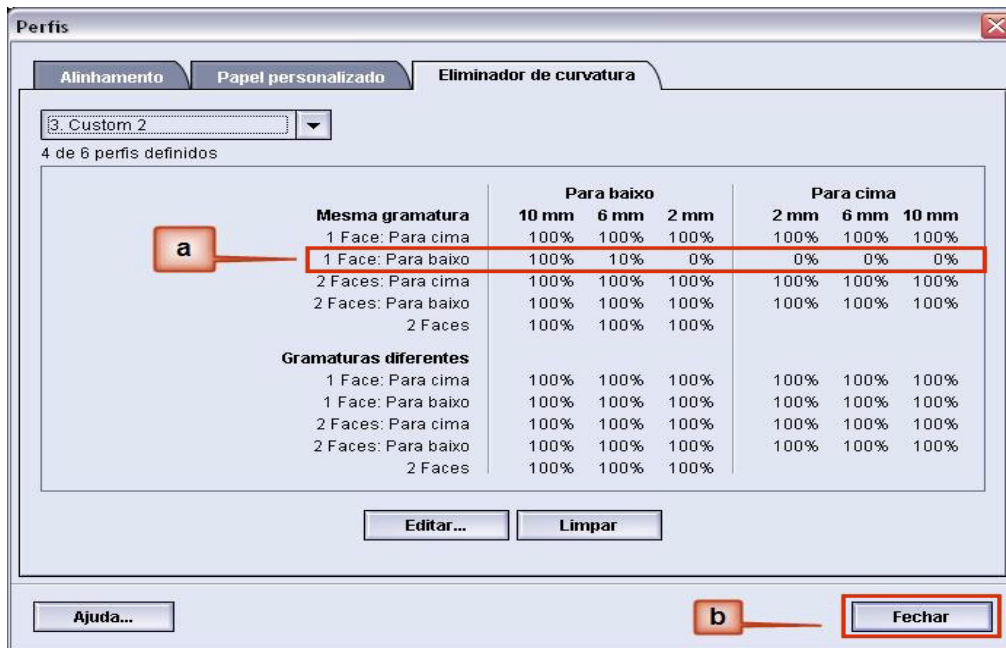 Perfis
Alinhamento Papel personalizado Eliminador de curvatura
3. Custom 2
4 de 6 perfis definidos
Para baixo Para cima
Mesma gramatura 10 mm 6 mm 2 mm 2 mm 6 mm 10 mm
1 Face: Para cima 100% 100% 100% 100% 100% 100%
a 1 Face: Para baixo 100% 10% 0% 0% 0% 0%
2 Faces: Para cima 100% 100% 100% 100% 100% 100%
2 Faces: Para baixo 100% 100% 100% 100% 100% 100%
2 Faces 100% 100% 100%
Gramaturas diferentes
1 Face: Para cima 100% 100% 100% 100% 100% 100%
1 Face: Para baixo 100% 100% 100% 100% 100% 100%
2 Faces: Para cima 100% 100% 100% 100% 100% 100%
2 Faces: Para baixo 100% 100% 100% 100% 100% 100%
2 Faces 100% 100% 100%
Editar... Limpar
Ajuda... b Fechar